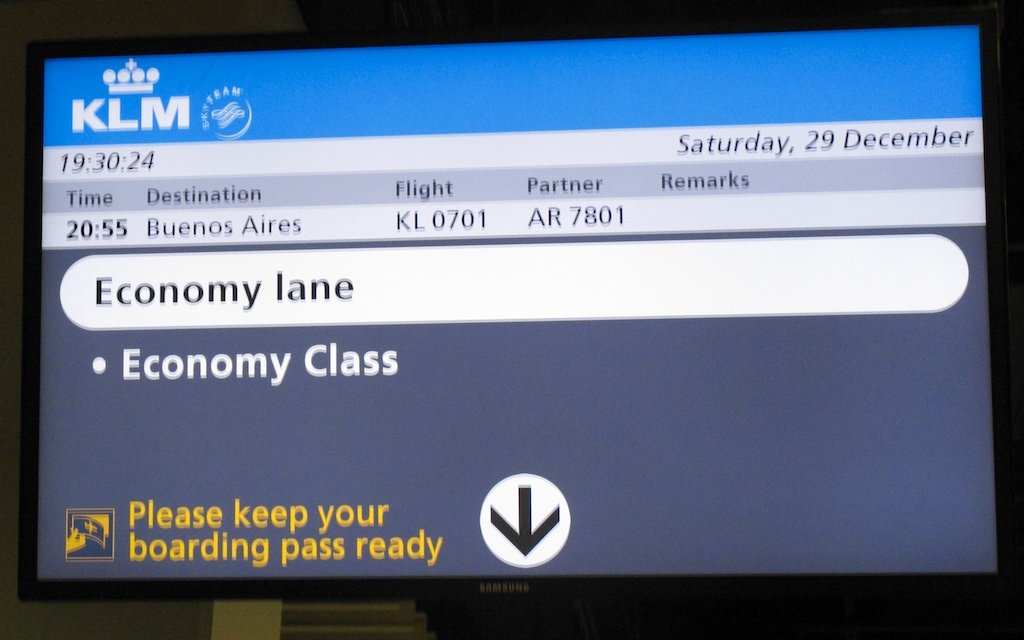 KLM SKYTEAM
19:30:24 Saturday, 29 December
Time Destination Flight Partner Remarks
20:55 Buenos Aires KL 0701 AR 7801
Economy lane
• Economy Class
Please keep your
boarding pass ready
SAMSUNG